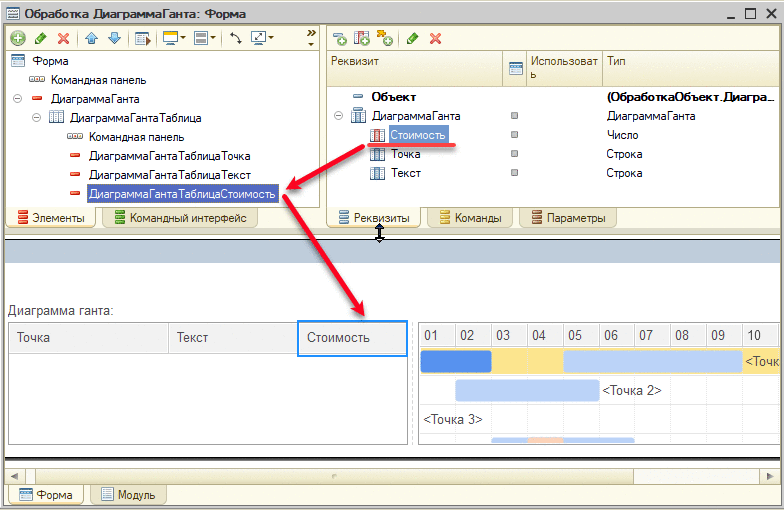 Обработка ДиаграммаГанта: Форма
Форма
Командная панель
ДиаграммаГанта
ДиаграммаГантаТаблица
Командная панель
ДиаграммаГантаТаблицаТочка
ДиаграммаГантаТаблицаТекст
ДиаграммаГантаТаблицаСтоимость
Элементы Командный интерфейс
Реквизит Использоват
ь Тип
Объект (ОбработкаОбъект.Диагра...
ДиаграммаГанта ДиаграммаГанта
Стоимость Число
Точка Строка
Текст Строка
Реквизиты Команды Параметры
Диаграмма ганта:
Точка Текст Стоимость 01 02 03 04 05 06 07 08 09 10
<Точк
<Точка 2>
<Точка 3>
Форма Модуль